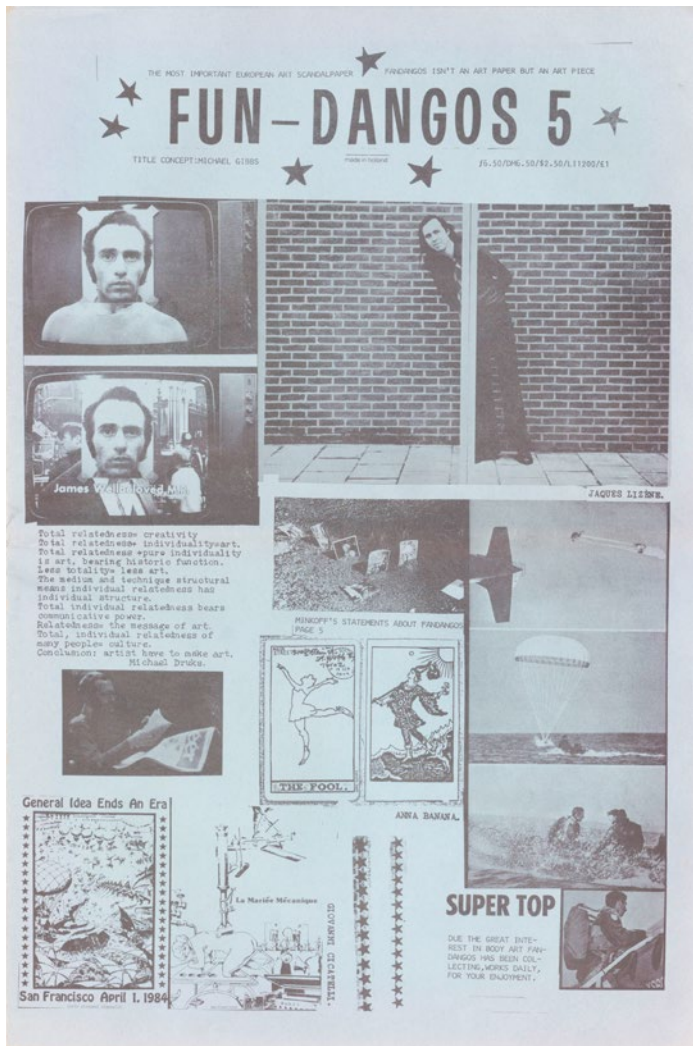 THE MOST IMPORTANT EUROPEAN ART SCANDALPAPER
FANDANGOS ISN'T AN ART PAPER BUT AN ART PIECE
FUN-DANGOS 5
TITLE CONCEPT:MICHAEL GIBBS
made in holland
ƒ6.50/DM6.50/$2.50/LI1200/£1
James Wellbeloved
JAQUES LIZÈNE.
Total relatedness= creativity
Total relatedness= individuality=art.
Total relatedness =pure individuality
is art, bearing historic function.
Less totality= less art.
The medium and technique structural
means individual relatedness has
individual structure.
Total individual relatedness bears
communicative power.
Relatedness= the message of art.
Total, individual relatedness of
many people= culture.
Conclusion: artist have to make art.
Michael Druks.
MINKOFF'S STATEMENTS ABOUT FANDANGOS
PAGE 5
THE FOOL.
ANNA BANANA.
General Idea Ends An Era
San Francisco April 1, 1984
La Mariée Mécanique
GIOVANNI
SUPER TOP
DUE THE GREAT INTE-
REST IN BODY ART FAN-
DANGOS HAS BEEN COL-
LECTING,WORKS DAILY,
FOR YOUR ENJOYMENT.